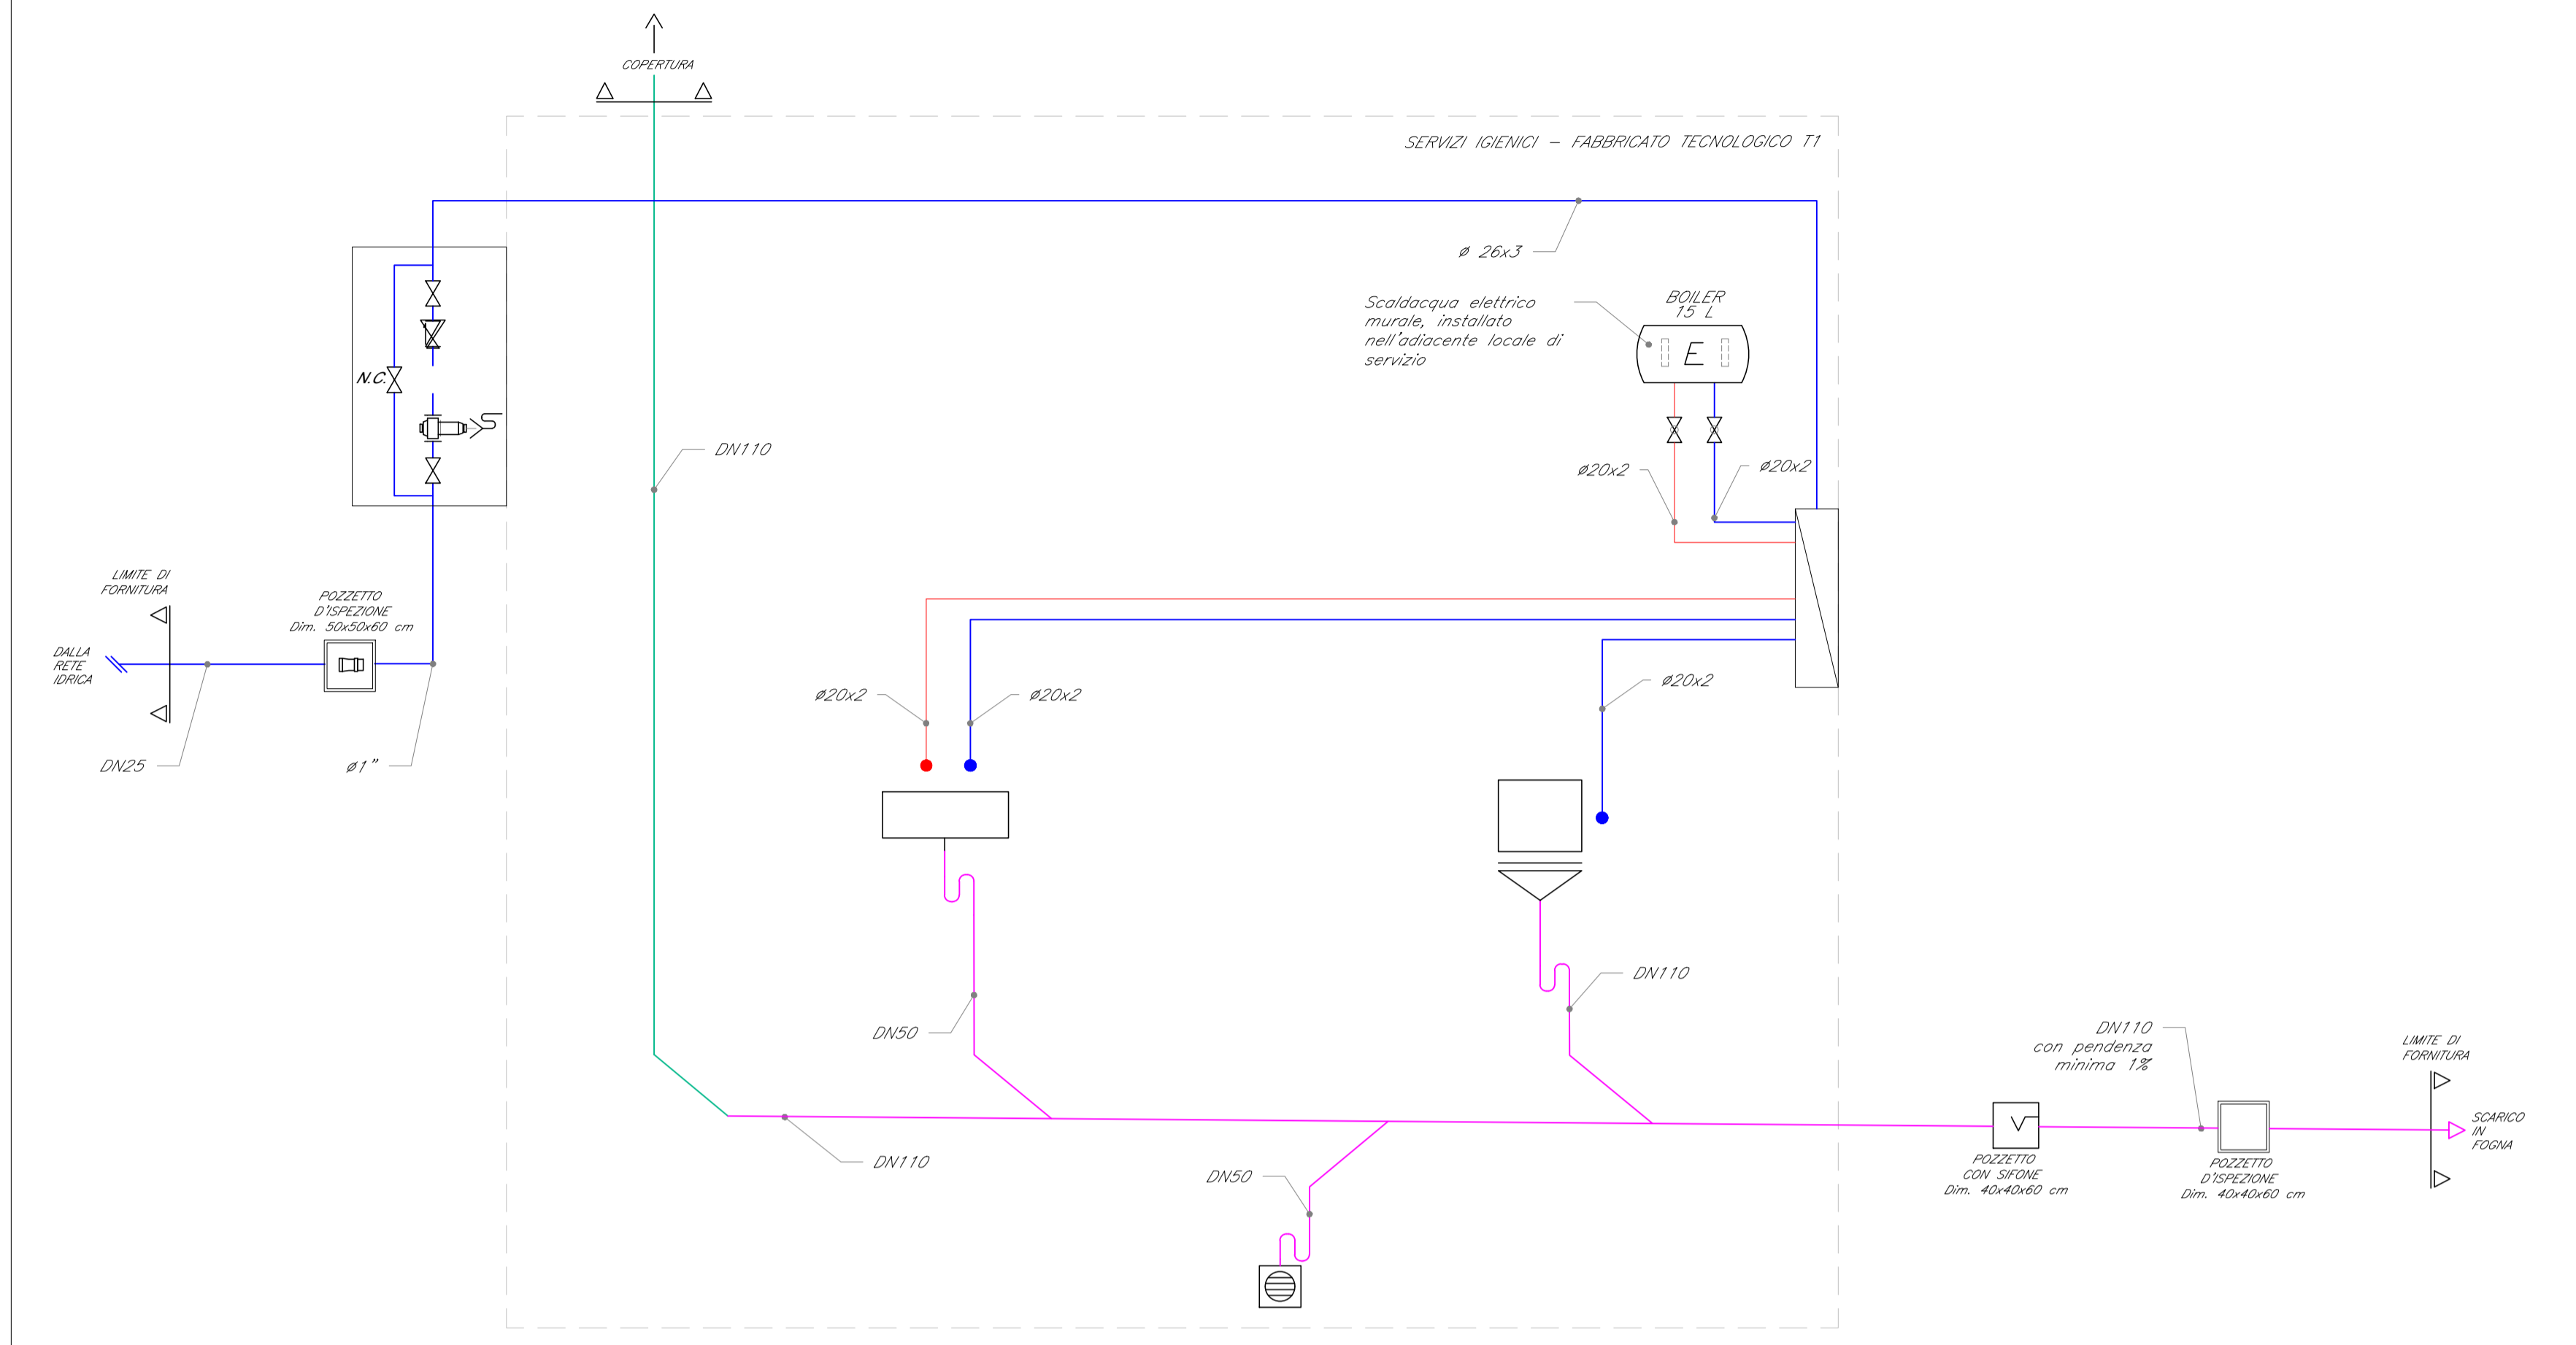 COPERTURA
SERVIZI IGIENICI – FABBRICATO TECNOLOGICO T1
Ø 26x3
Scaldacqua elettrico
murale, installato
nell'adiacente locale di
servizio
BOILER
15 L
E
N.C.
DN110
Ø20x2
Ø20x2
LIMITE DI
FORNITURA
POZZETTO
D'ISPEZIONE
Dim. 50x50x60 cm
DALLA
RETE
IDRICA
DN25
Ø1"
Ø20x2
Ø20x2
Ø20x2
DN50
DN110
DN110
con pendenza
minima 1%
LIMITE DI
FORNITURA
SCARICO
IN
FOGNA
DN110
DN50
POZZETTO
CON SIFONE
Dim. 40x40x60 cm
POZZETTO
D'ISPEZIONE
Dim. 40x40x60 cm